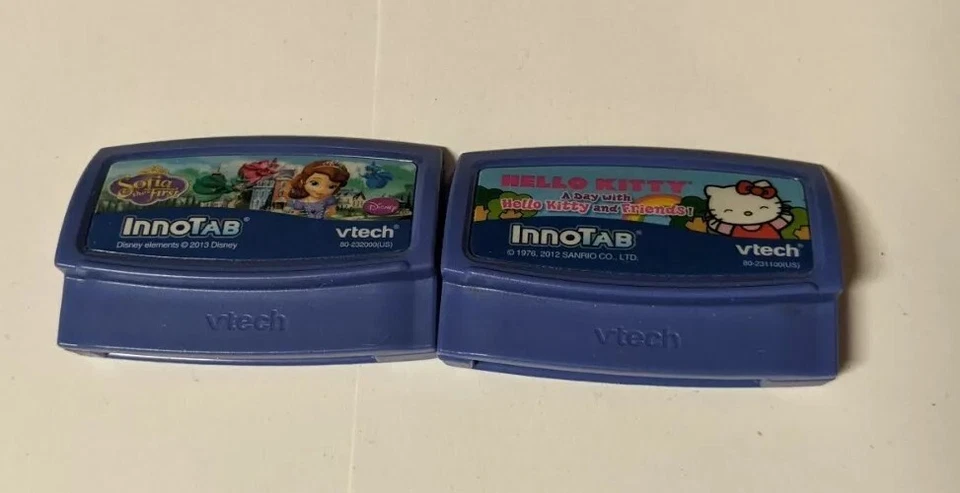 Sofia
the First
Disney
InnoTAB®
Disney elements © 2013 Disney
vtech®
80-232000(US)
vtech
HELLO KITTY
A Day with
Hello Kitty and Friends!
InnoTAB®
© 1976, 2012 SANRIO CO., LTD.
vtech®
80-231100(US)
vtech